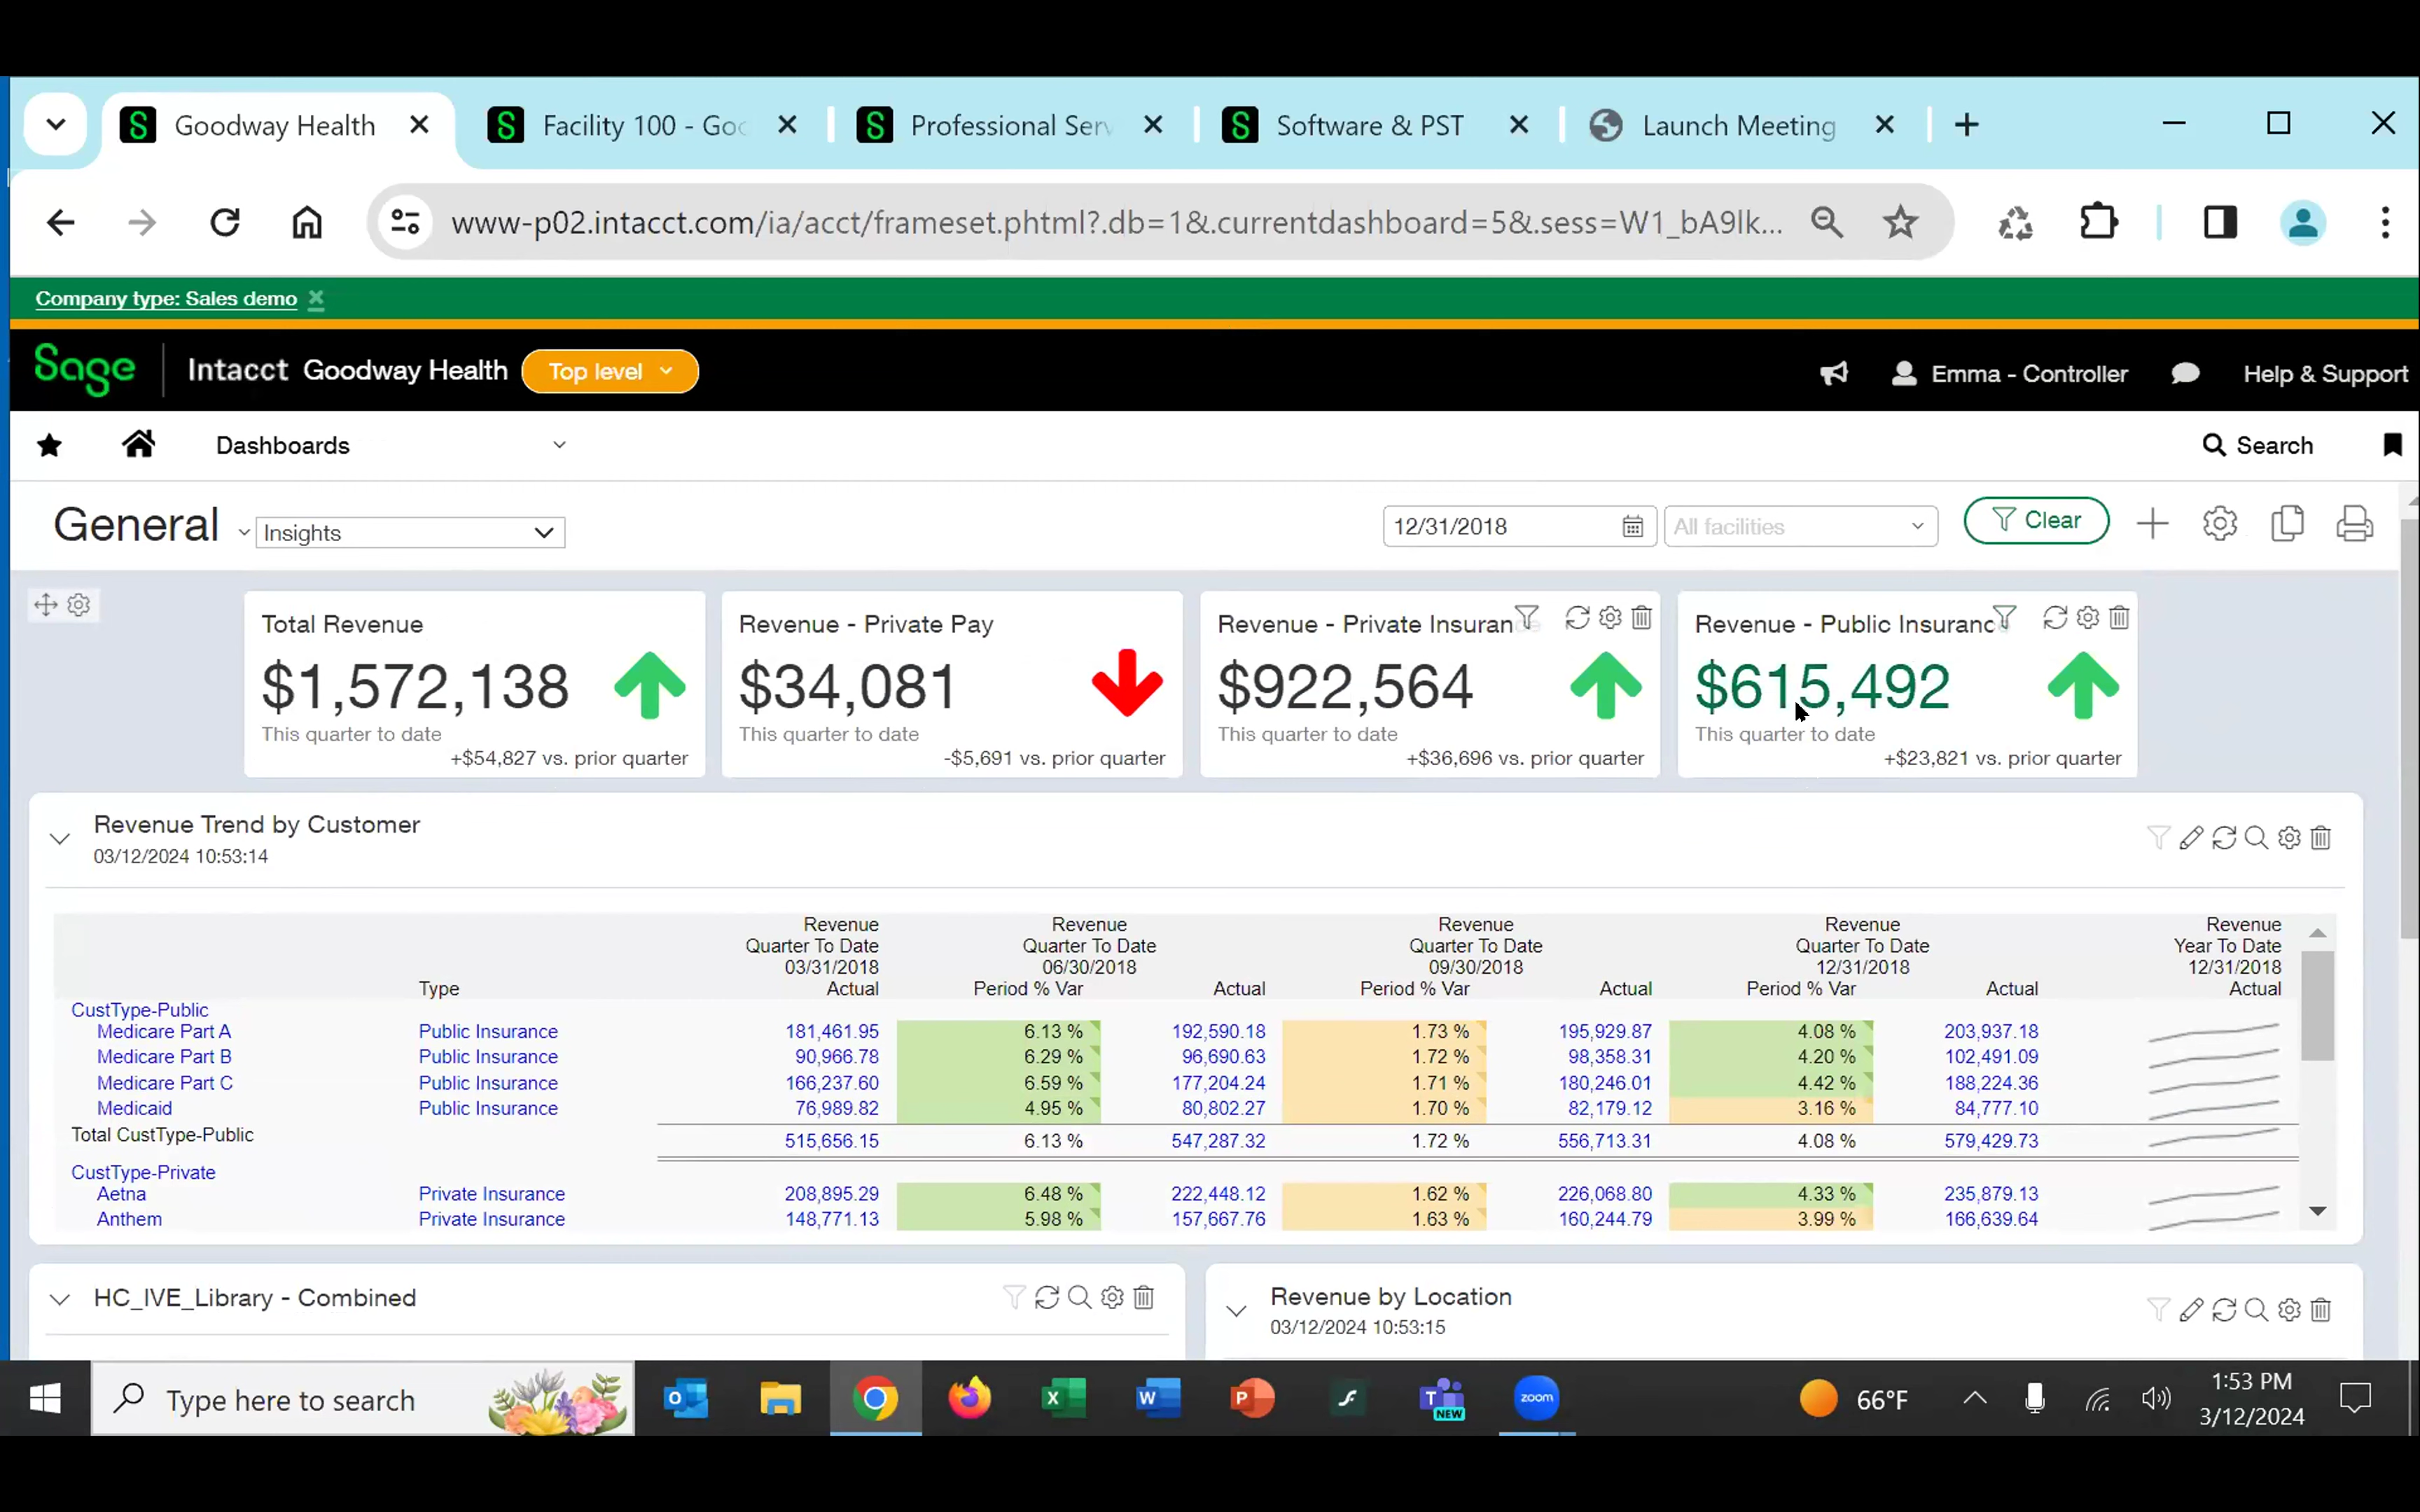 Goodway Health
Facility 100 - Goo
Professional Serv
Software & PST
Launch Meeting
www-p02.intacct.com/ia/acct/frameset.phtml?.db=1&.currentdashboard=5&.sess=W1_bA9lk...
Company type: Sales demo
Sage Intacct Goodway Health Top level Emma - Controller Help & Support
Dashboards Search
General Insights 12/31/2018 All facilities Clear
Total Revenue
$1,572,138
This quarter to date
+$54,827 vs. prior quarter
Revenue - Private Pay
$34,081
This quarter to date
-$5,691 vs. prior quarter
Revenue - Private Insuran
$922,564
This quarter to date
+$36,696 vs. prior quarter
Revenue - Public Insuranc
$615,492
This quarter to date
+$23,821 vs. prior quarter
Revenue Trend by Customer
03/12/2024 10:53:14
Revenue Revenue Revenue Revenue Revenue
Quarter To Date Quarter To Date Quarter To Date Quarter To Date Year To Date
03/31/2018 06/30/2018 09/30/2018 12/31/2018 12/31/2018
Type Actual Period % Var Actual Period % Var Actual Period % Var Actual Actual
CustType-Public
Medicare Part A Public Insurance 181,461.95 6.13 % 192,590.18 1.73 % 195,929.87 4.08 % 203,937.18
Medicare Part B Public Insurance 90,966.78 6.29 % 96,690.63 1.72 % 98,358.31 4.20 % 102,491.09
Medicare Part C Public Insurance 166,237.60 6.59 % 177,204.24 1.71 % 180,246.01 4.42 % 188,224.36
Medicaid Public Insurance 76,989.82 4.95 % 80,802.27 1.70 % 82,179.12 3.16 % 84,777.10
Total CustType-Public 515,656.15 6.13 % 547,287.32 1.72 % 556,713.31 4.08 % 579,429.73
CustType-Private
Aetna Private Insurance 208,895.29 6.48 % 222,448.12 1.62 % 226,068.80 4.33 % 235,879.13
Anthem Private Insurance 148,771.13 5.98 % 157,667.76 1.63 % 160,244.79 3.99 % 166,639.64
HC_IVE_Library - Combined
Revenue by Location
03/12/2024 10:53:15
Type here to search
NEW
zoom
66°F
1:53 PM
3/12/2024